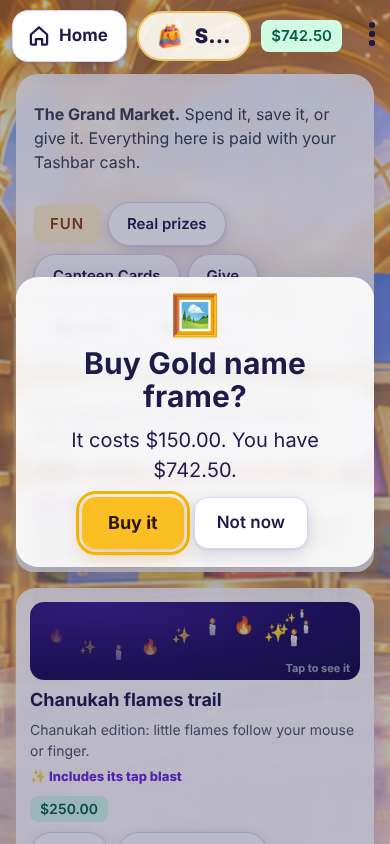 Home
S...
$742.50
The Grand Market. Spend it, save it, or
give it. Everything here is paid with your
Tashbar cash.
FUN
Real prizes
Canteen Cards
Give
Buy Gold name
frame?
It costs $150.00. You have
$742.50.
Buy it
Not now
Tap to see it
Chanukah flames trail
Chanukah edition: little flames follow your mouse
or finger.
✨ Includes its tap blast
$250.00